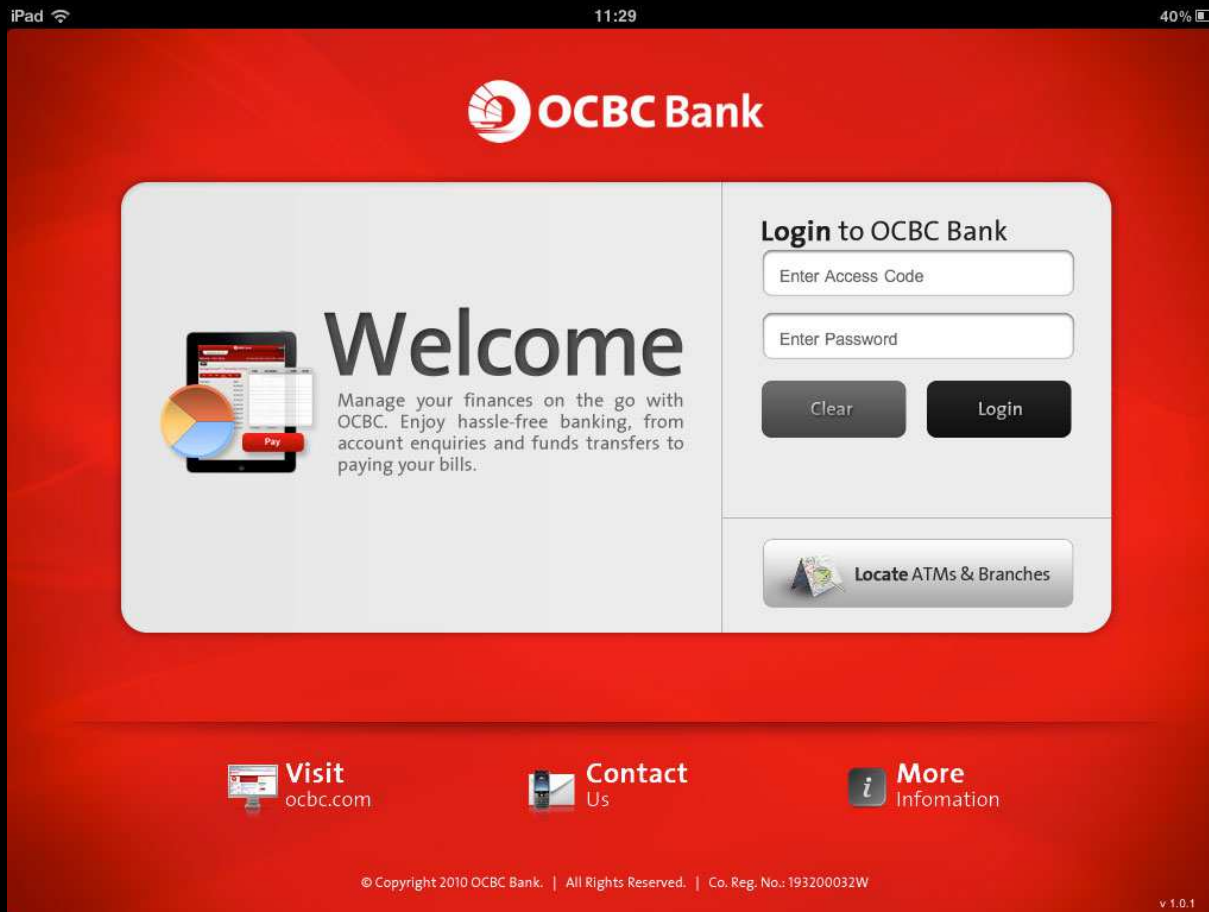 iPad
11:29
40%
OCBC Bank
Welcome
Manage your finances on the go with
OCBC. Enjoy hassle-free banking, from
account enquiries and funds transfers to
paying your bills.
Pay
Login to OCBC Bank
Enter Access Code
Enter Password
Clear
Login
Locate ATMs & Branches
Visit
ocbc.com
Contact
Us
More
Infomation
© Copyright 2010 OCBC Bank. | All Rights Reserved. | Co. Reg. No.: 193200032W
v 1.0.1